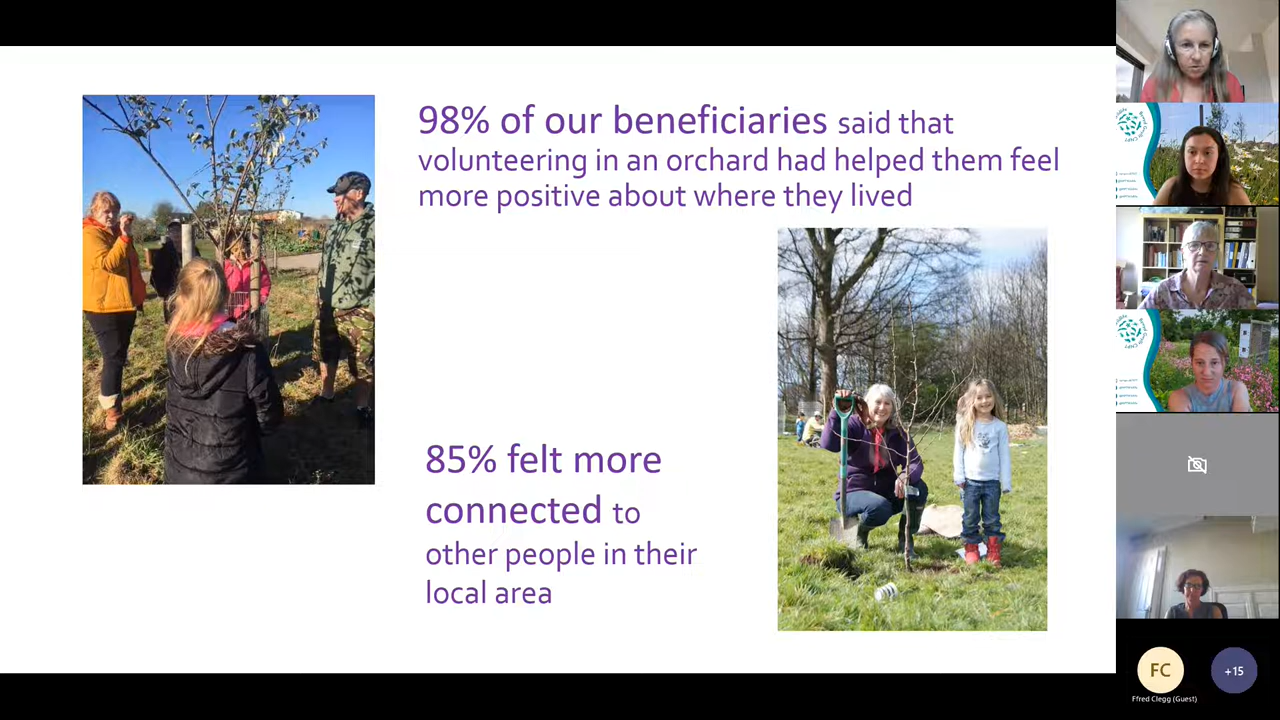 98% of our beneficiaries said that
volunteering in an orchard had helped them feel
more positive about where they lived
85% felt more
connected to
other people in their
local area
FC
+15
Ffred Clegg (Guest)